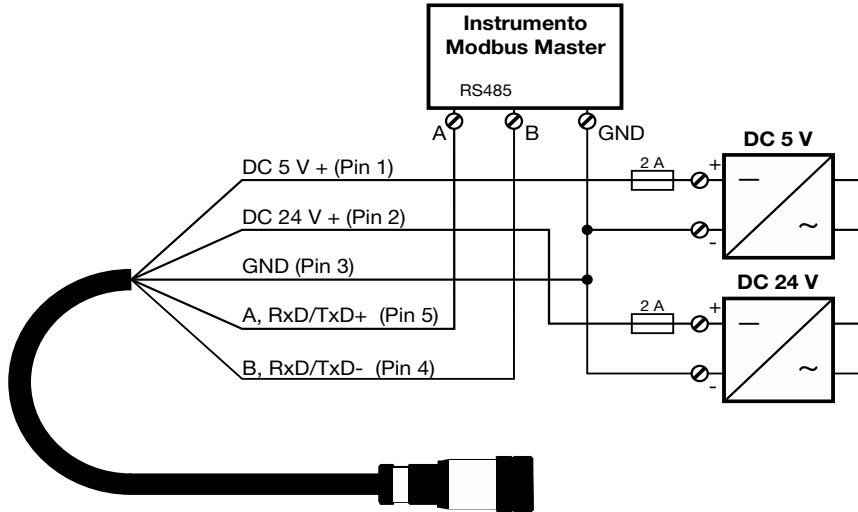 Instrumento
Modbus Master
RS485
A
B
GND
DC 5 V
DC 5 V + (Pin 1)
2 A
+
-
DC 24 V + (Pin 2)
GND (Pin 3)
DC 24 V
A, RxD/TxD+ (Pin 5)
2 A
+
-
B, RxD/TxD- (Pin 4)